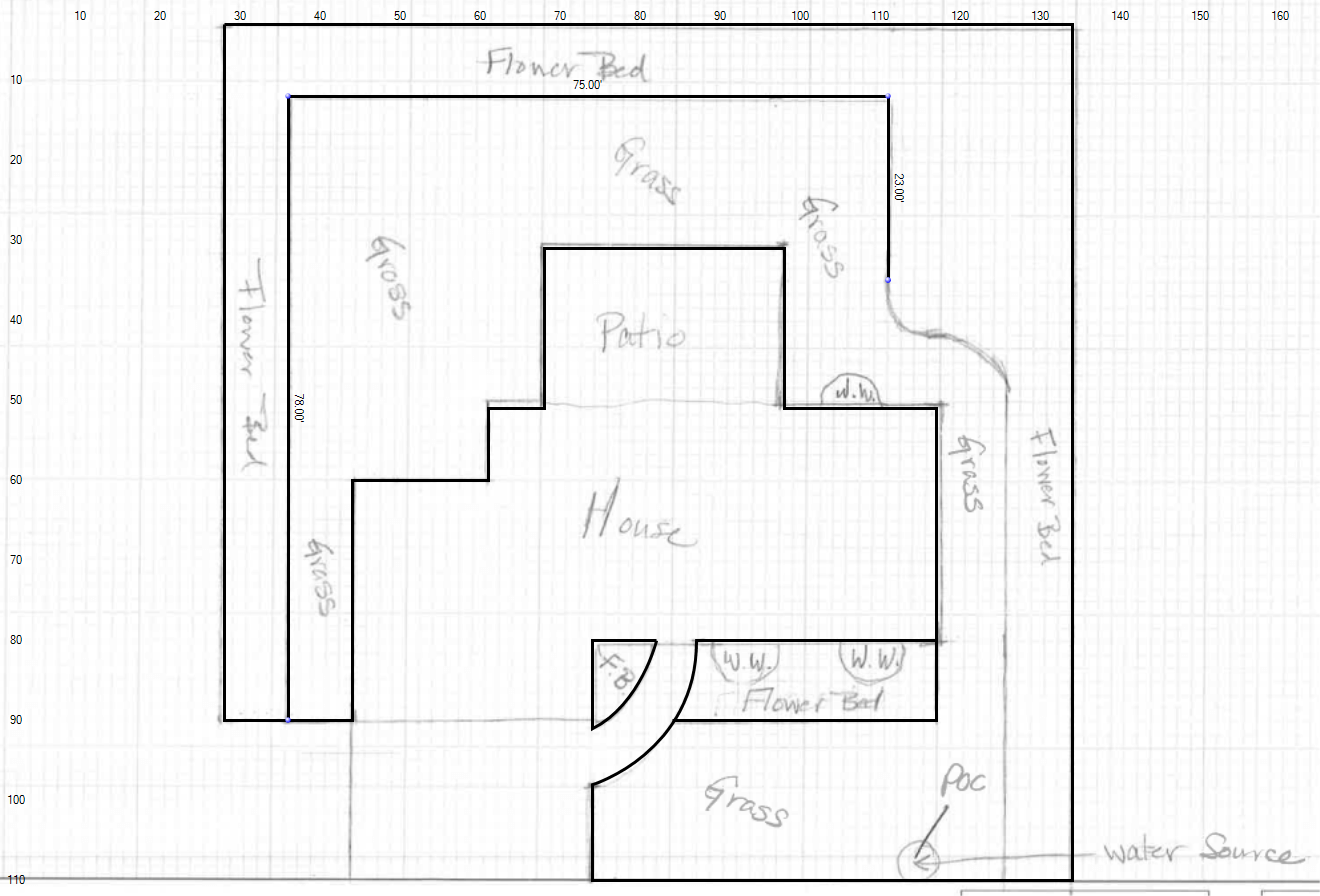 10 20 30 40 50 60 70 80 90 100 110 120 130 140 150 160
Flower Bed
10
75.00'
Grass
20
23.00'
Grass
30
Grass
Flower Bed
Patio
40
W.W.
50
78.00'
Grass
Flower Bed
60
House
Grass
70
80
F.B.
W.W.
W.W.
Flower Bed
90
POC
Grass
100
Water Source
110